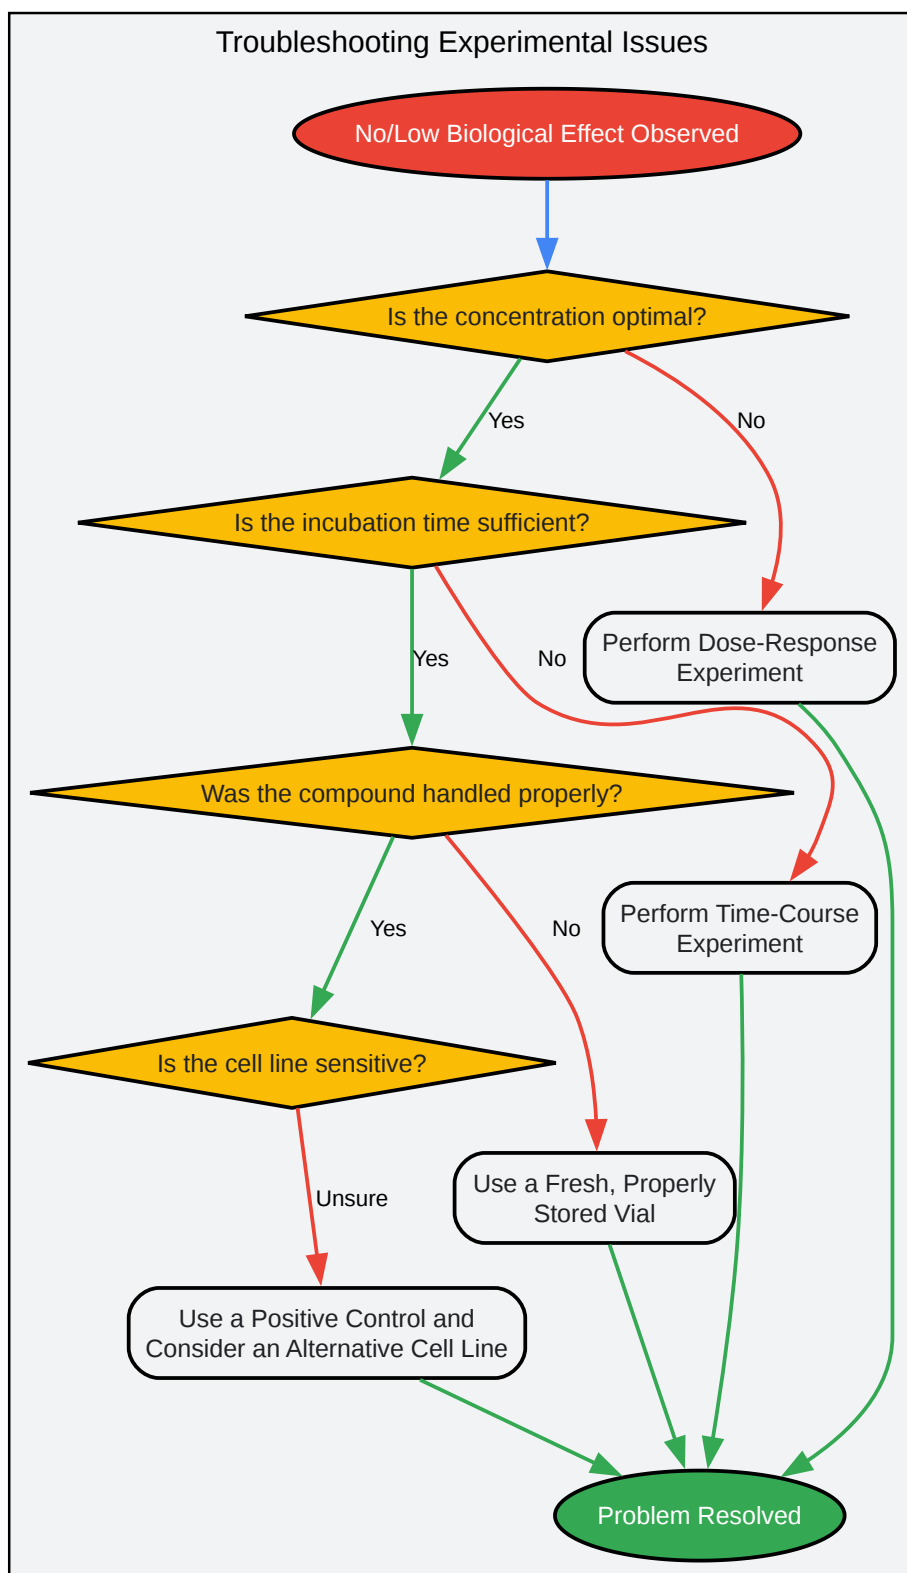 Troubleshooting Experimental Issues
No/Low Biological Effect Observed
Is the concentration optimal?
Yes
No
Is the incubation time sufficient?
Perform Dose-Response
Experiment
Yes
No
Was the compound handled properly?
Perform Time-Course
Experiment
Yes
No
Is the cell line sensitive?
Use a Fresh, Properly
Stored Vial
Unsure
Use a Positive Control and
Consider an Alternative Cell Line
Problem Resolved